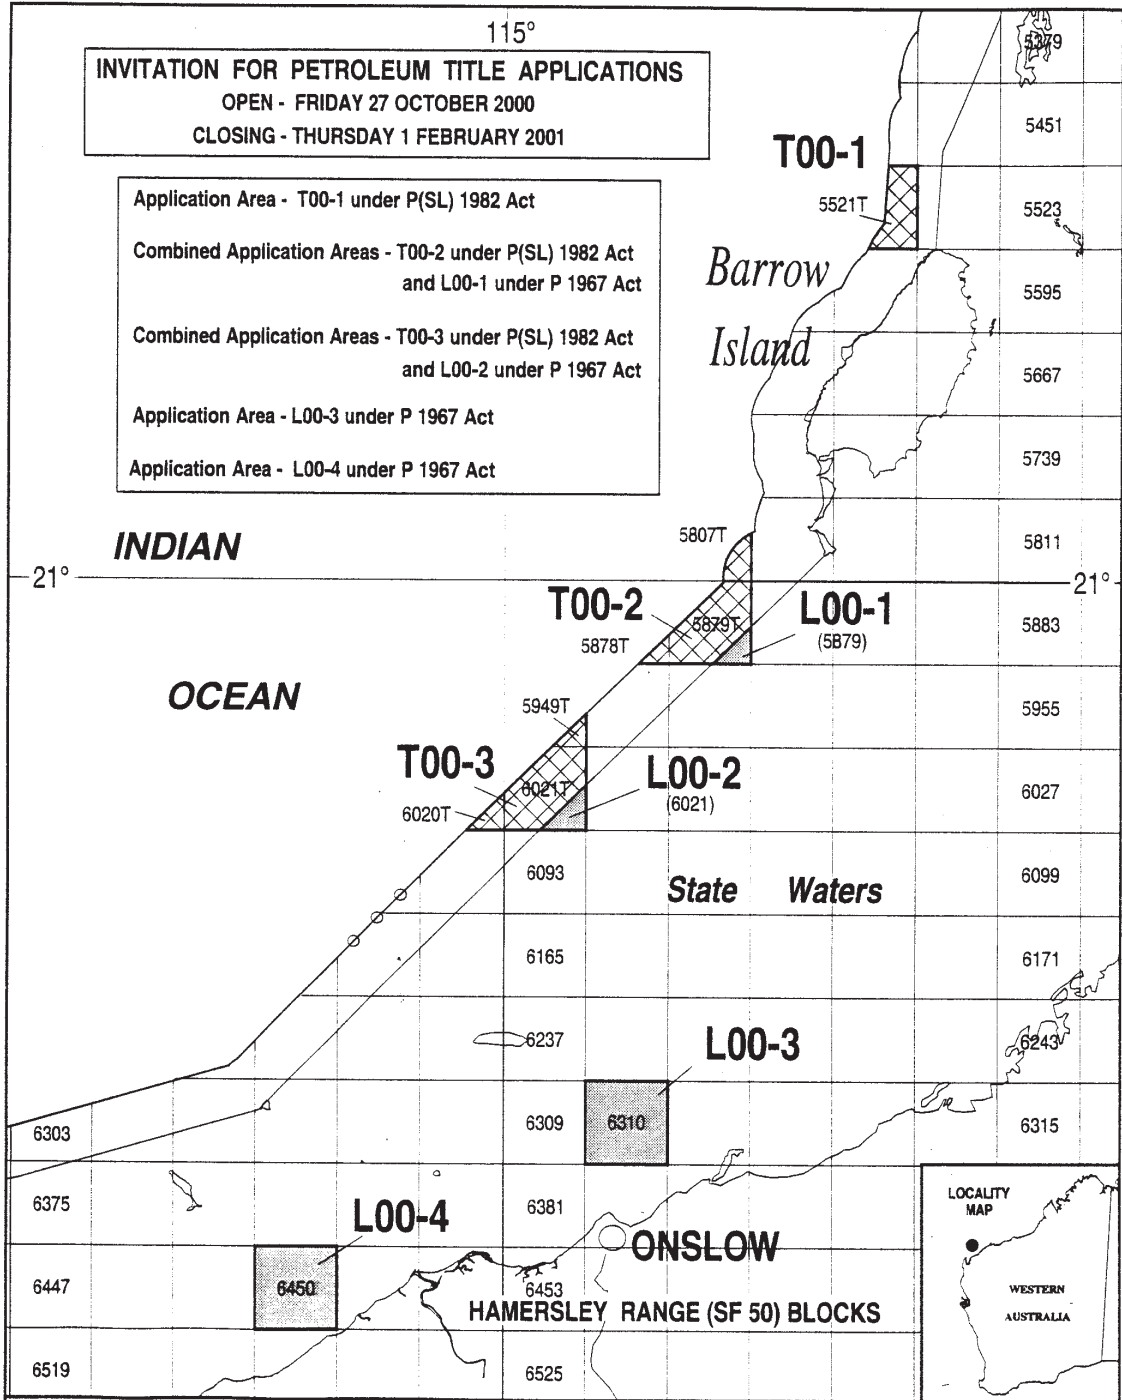 115°
INVITATION FOR PETROLEUM TITLE APPLICATIONS
OPEN - FRIDAY 27 OCTOBER 2000
CLOSING - THURSDAY 1 FEBRUARY 2001
5379
5451
T00-1
Application Area - T00-1 under P(SL) 1982 Act
5521T
5523
Combined Application Areas - T00-2 under P(SL) 1982 Act
and L00-1 under P 1967 Act
Barrow
Island
5595
Combined Application Areas - T00-3 under P(SL) 1982 Act
and L00-2 under P 1967 Act
5667
Application Area - L00-3 under P 1967 Act
Application Area - L00-4 under P 1967 Act
5739
INDIAN
5807T
5811
21°
21°
T00-2
L00-1
5878T
5879T
(5879)
5883
OCEAN
5949T
5955
T00-3
L00-2
6020T
6021T
(6021)
6027
6093
State Waters
6099
6165
6171
6237
L00-3
6243
6303
6309
6310
6315
6375
L00-4
6381
LOCALITY
MAP
ONSLOW
6447
6450
6453
HAMERSLEY RANGE (SF 50) BLOCKS
WESTERN
AUSTRALIA
6519
6525